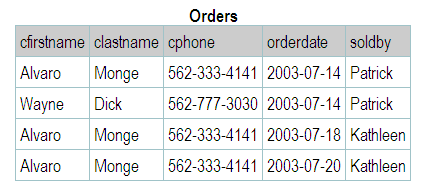 Orders
cfirstname clastname cphone orderdate soldby
Alvaro Monge 562-333-4141 2003-07-14 Patrick
Wayne Dick 562-777-3030 2003-07-14 Patrick
Alvaro Monge 562-333-4141 2003-07-18 Kathleen
Alvaro Monge 562-333-4141 2003-07-20 Kathleen